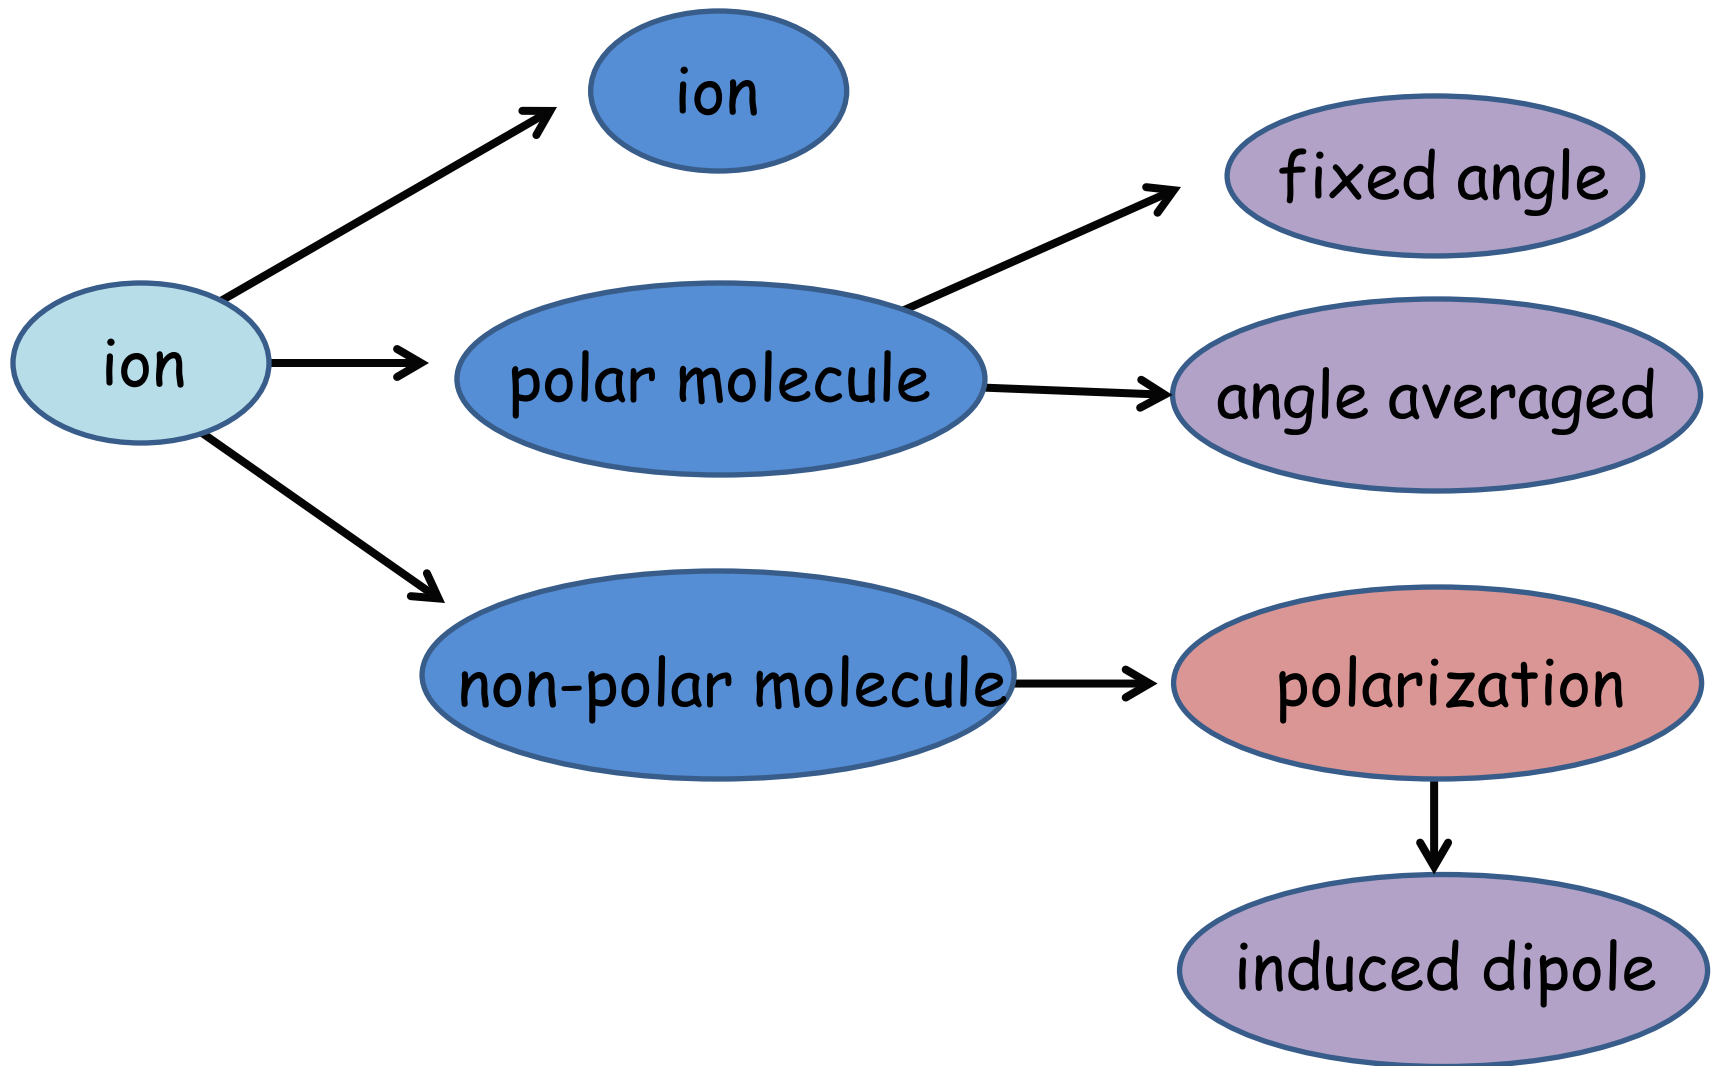 ion
fixed angle
ion
polar molecule
angle averaged
non-polar molecule
polarization
induced dipole